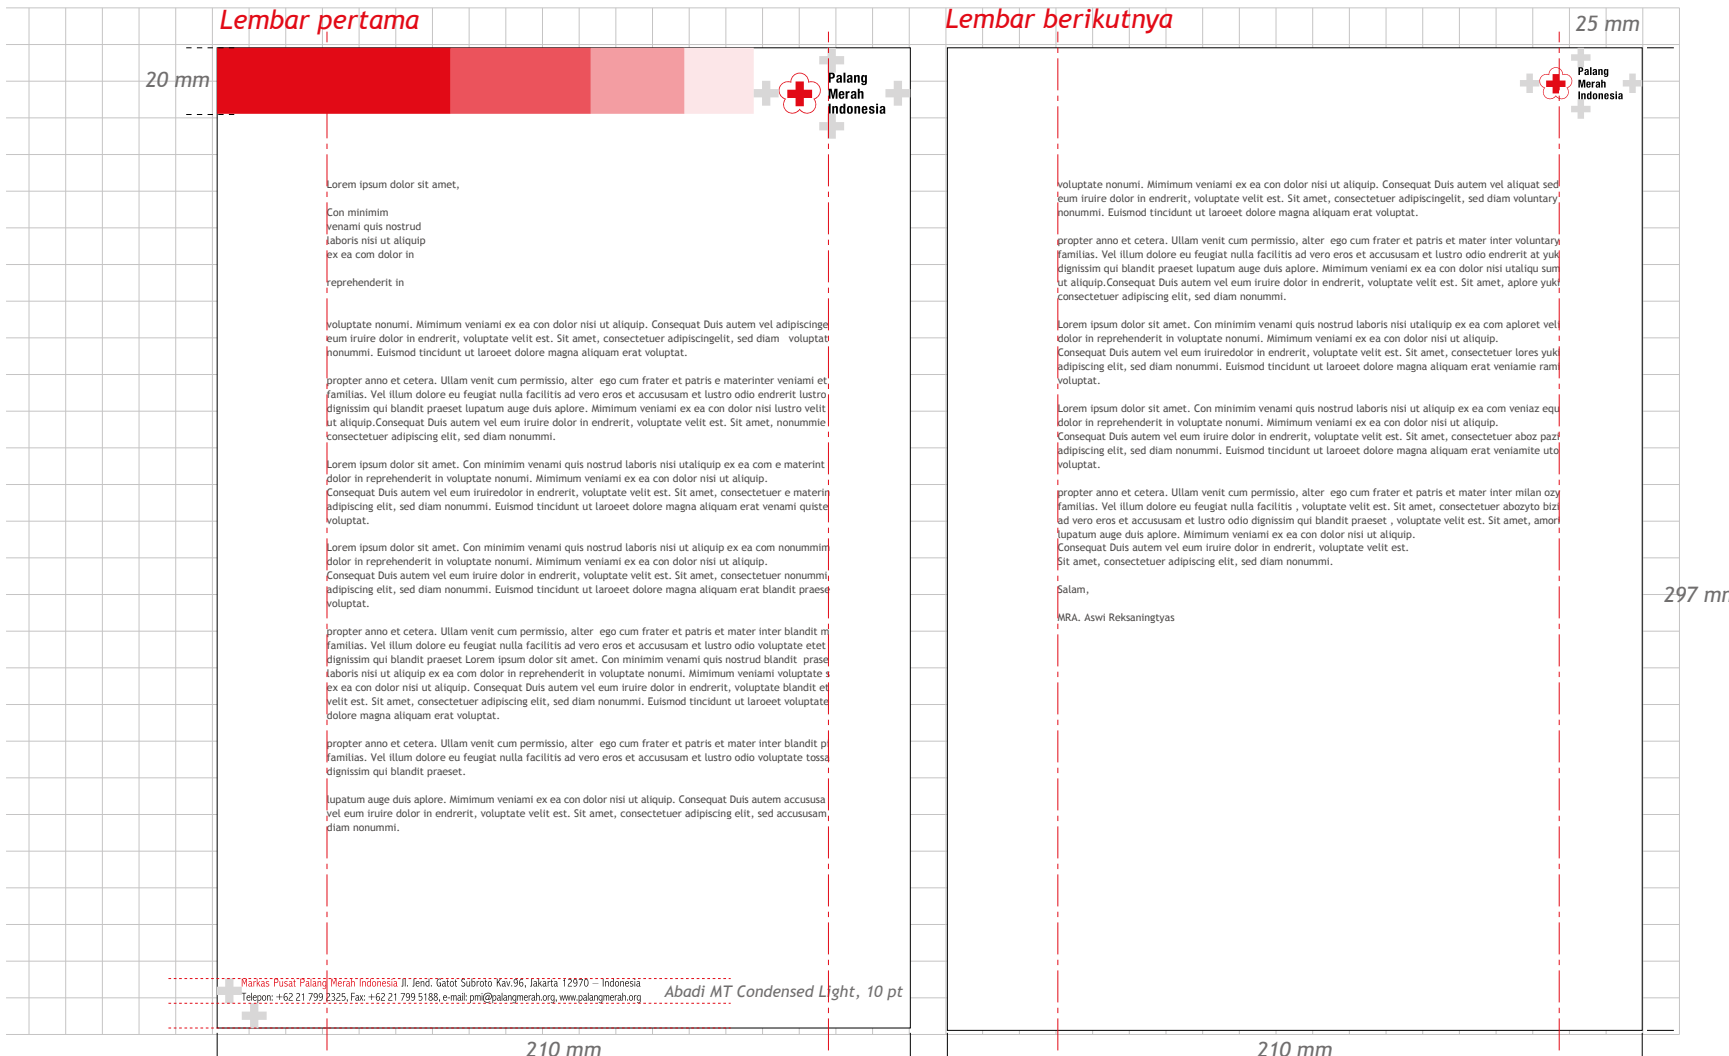 Lembar pertama
20 mm
Palang
Merah
Indonesia
Lorem ipsum dolor sit amet,
Con minimim
venami quis nostrud
laboris nisi ut aliquip
ex ea com dolor in
reprehenderit in
voluptate nonumi. Mimimum veniami ex ea con dolor nisi ut aliquip. Consequat Duis autem vel adipiscinge
eum iruire dolor in endrerit, voluptate velit est. Sit amet, consectetuer adipiscingelit, sed diam voluptat
nonummi. Euismod tincidunt ut laroeet dolore magna aliquam erat voluptat.
propter anno et cetera. Ullam venit cum permissio, alter ego cum frater et patris e materinter veniami et
familias. Vel illum dolore eu feugiat nulla facilitis ad vero eros et accususam et lustro odio endrerit lustro
dignissim qui blandit praeset lupatum auge duis aplore. Mimimum veniami ex ea con dolor nisi lustro velit
ut aliquip.Consequat Duis autem vel eum iruire dolor in endrerit, voluptate velit est. Sit amet, nonummie
consectetuer adipiscing elit, sed diam nonummi.
Lorem ipsum dolor sit amet. Con minimim venami quis nostrud laboris nisi utaliquip ex ea com e materint
dolor in reprehenderit in voluptate nonumi. Mimimum veniami ex ea con dolor nisi ut aliquip.
Consequat Duis autem vel eum iruiredolor in endrerit, voluptate velit est. Sit amet, consectetuer e materin
adipiscing elit, sed diam nonummi. Euismod tincidunt ut laroeet dolore magna aliquam erat venami quiste
voluptat.
Lorem ipsum dolor sit amet. Con minimim venami quis nostrud laboris nisi ut aliquip ex ea com nonummim
dolor in reprehenderit in voluptate nonumi. Mimimum veniami ex ea con dolor nisi ut aliquip.
Consequat Duis autem vel eum iruire dolor in endrerit, voluptate velit est. Sit amet, consectetuer nonummi
adipiscing elit, sed diam nonummi. Euismod tincidunt ut laroeet dolore magna aliquam erat blandit praese
voluptat.
propter anno et cetera. Ullam venit cum permissio, alter ego cum frater et patris et mater inter blandit m
familias. Vel illum dolore eu feugiat nulla facilitis ad vero eros et accususam et lustro odio voluptate etet
dignissim qui blandit praeset Lorem ipsum dolor sit amet. Con minimim venami quis nostrud blandit prase
laboris nisi ut aliquip ex ea com dolor in reprehenderit in voluptate nonumi. Mimimum veniami voluptate s
ex ea con dolor nisi ut aliquip. Consequat Duis autem vel eum iruire dolor in endrerit, voluptate blandit et
velit est. Sit amet, consectetuer adipiscing elit, sed diam nonummi. Euismod tincidunt ut laroeet voluptate
dolore magna aliquam erat voluptat.
propter anno et cetera. Ullam venit cum permissio, alter ego cum frater et patris et mater inter blandit pi
familias. Vel illum dolore eu feugiat nulla facilitis ad vero eros et accususam et lustro odio voluptate tossa
dignissim qui blandit praeset.
lupatum auge duis aplore. Mimimum veniami ex ea con dolor nisi ut aliquip. Consequat Duis autem accususa
vel eum iruire dolor in endrerit, voluptate velit est. Sit amet, consectetuer adipiscing elit, sed accususam
diam nonummi.
Markas Pusat Palang Merah Indonesia Jl. Jend. Gatot Subroto Kav.96, Jakarta 12970 – Indonesia
Telepon: +62 21 799 2325, Fax: +62 21 799 5188, e-mail: pmi@palangmerah.org, www.palangmerah.org
Abadi MT Condensed Light, 10 pt
210 mm
Lembar berikutnya
25 mm
Palang
Merah
Indonesia
voluptate nonumi. Mimimum veniami ex ea con dolor nisi ut aliquip. Consequat Duis autem vel aliquat sed
eum iruire dolor in endrerit, voluptate velit est. Sit amet, consectetuer adipiscingelit, sed diam voluntary
nonummi. Euismod tincidunt ut laroeet dolore magna aliquam erat voluptat.
propter anno et cetera. Ullam venit cum permissio, alter ego cum frater et patris et mater inter voluntary
familias. Vel illum dolore eu feugiat nulla facilitis ad vero eros et accususam et lustro odio endrerit at yuk
dignissim qui blandit praeset lupatum auge duis aplore. Mimimum veniami ex ea con dolor nisi utaliqu sum
ut aliquip.Consequat Duis autem vel eum iruire dolor in endrerit, voluptate velit est. Sit amet, aplore yuki
consectetuer adipiscing elit, sed diam nonummi.
Lorem ipsum dolor sit amet. Con minimim venami quis nostrud laboris nisi utaliquip ex ea com aploret veli
dolor in reprehenderit in voluptate nonumi. Mimimum veniami ex ea con dolor nisi ut aliquip.
Consequat Duis autem vel eum iruiredolor in endrerit, voluptate velit est. Sit amet, consectetuer lores yuki
adipiscing elit, sed diam nonummi. Euismod tincidunt ut laroeet dolore magna aliquam erat veniamie rami
voluptat.
Lorem ipsum dolor sit amet. Con minimim venami quis nostrud laboris nisi ut aliquip ex ea com veniaz equ
dolor in reprehenderit in voluptate nonumi. Mimimum veniami ex ea con dolor nisi ut aliquip.
Consequat Duis autem vel eum iruire dolor in endrerit, voluptate velit est. Sit amet, consectetuer aboz pazi
adipiscing elit, sed diam nonummi. Euismod tincidunt ut laroeet dolore magna aliquam erat veniamite uto
voluptat.
propter anno et cetera. Ullam venit cum permissio, alter ego cum frater et patris et mater inter milan ozy
familias. Vel illum dolore eu feugiat nulla facilitis , voluptate velit est. Sit amet, consectetuer abozyto bizi
ad vero eros et accususam et lustro odio dignissim qui blandit praeset , voluptate velit est. Sit amet, amori
lupatum auge duis aplore. Mimimum veniami ex ea con dolor nisi ut aliquip.
Consequat Duis autem vel eum iruire dolor in endrerit, voluptate velit est.
Sit amet, consectetuer adipiscing elit, sed diam nonummi.
Salam,
MRA. Aswi Reksaningtyas
297 mm
210 mm